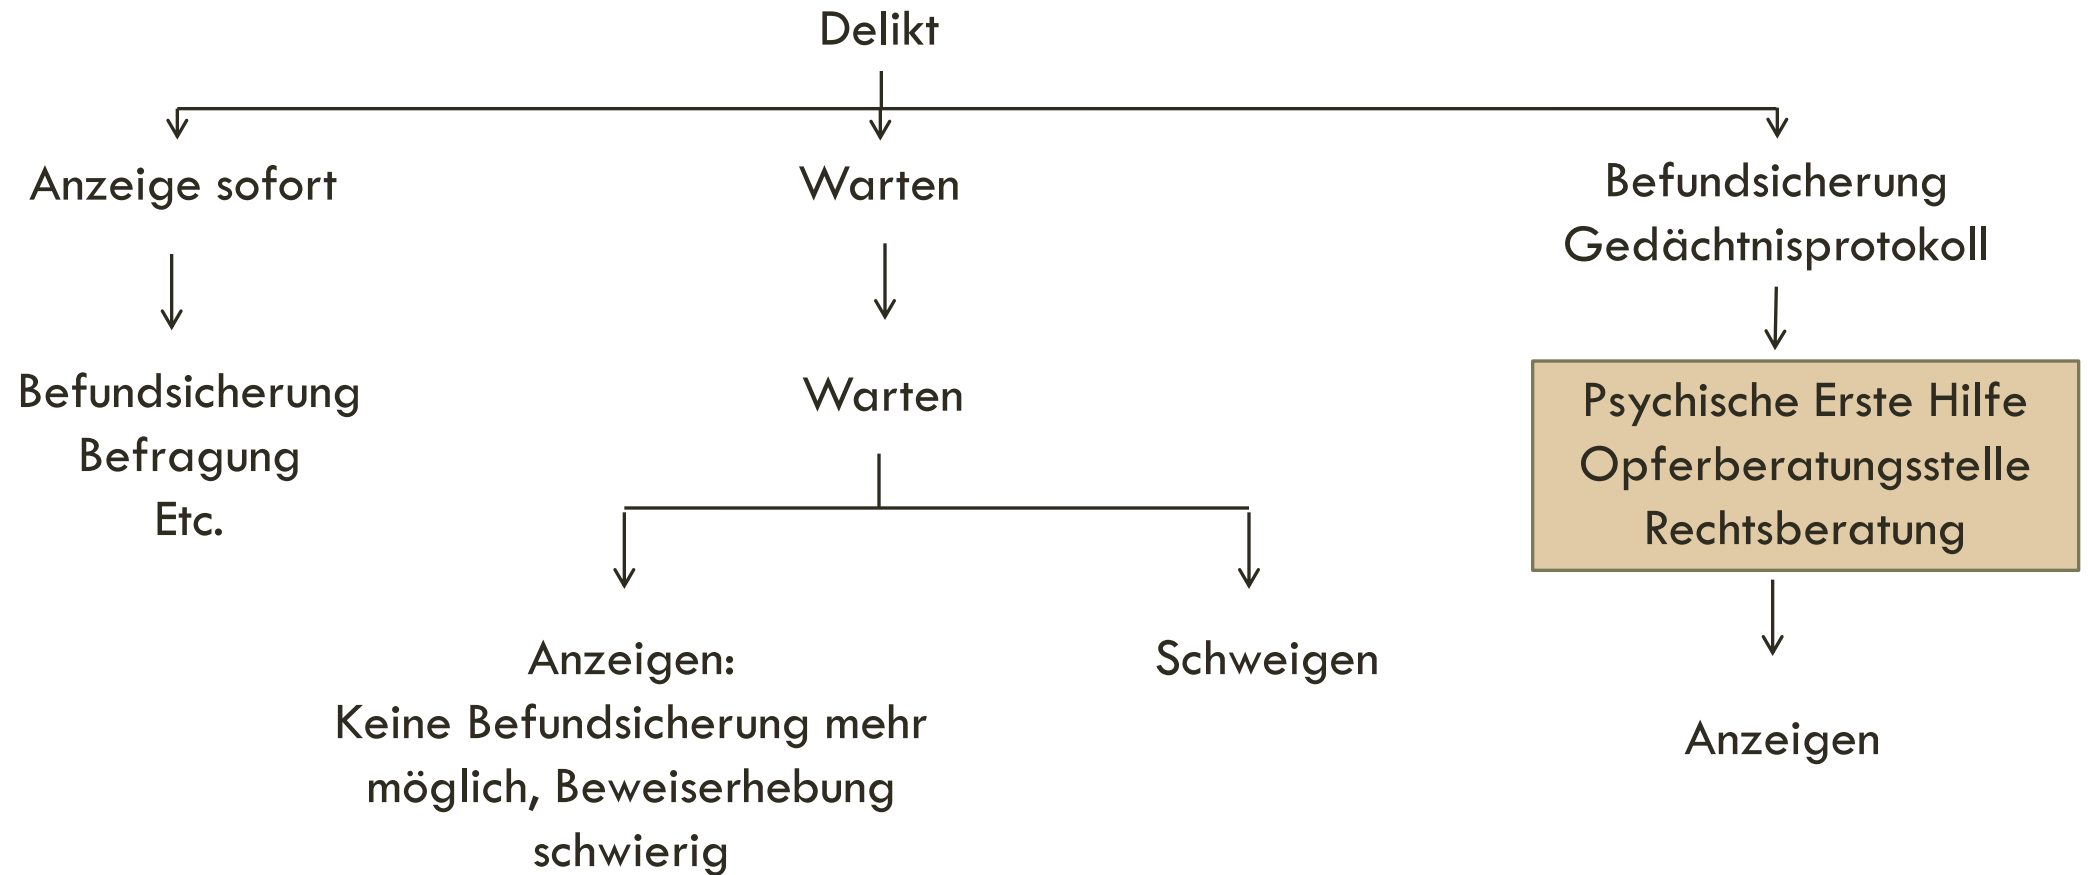 Delikt
Anzeige sofort
Warten
Befundsicherung
Gedächtnisprotokoll
Befundsicherung
Befragung
Etc.
Warten
Psychische Erste Hilfe
Opferberatungsstelle
Rechtsberatung
Anzeigen:
Keine Befundsicherung mehr
möglich, Beweiserhebung
schwierig
Schweigen
Anzeigen